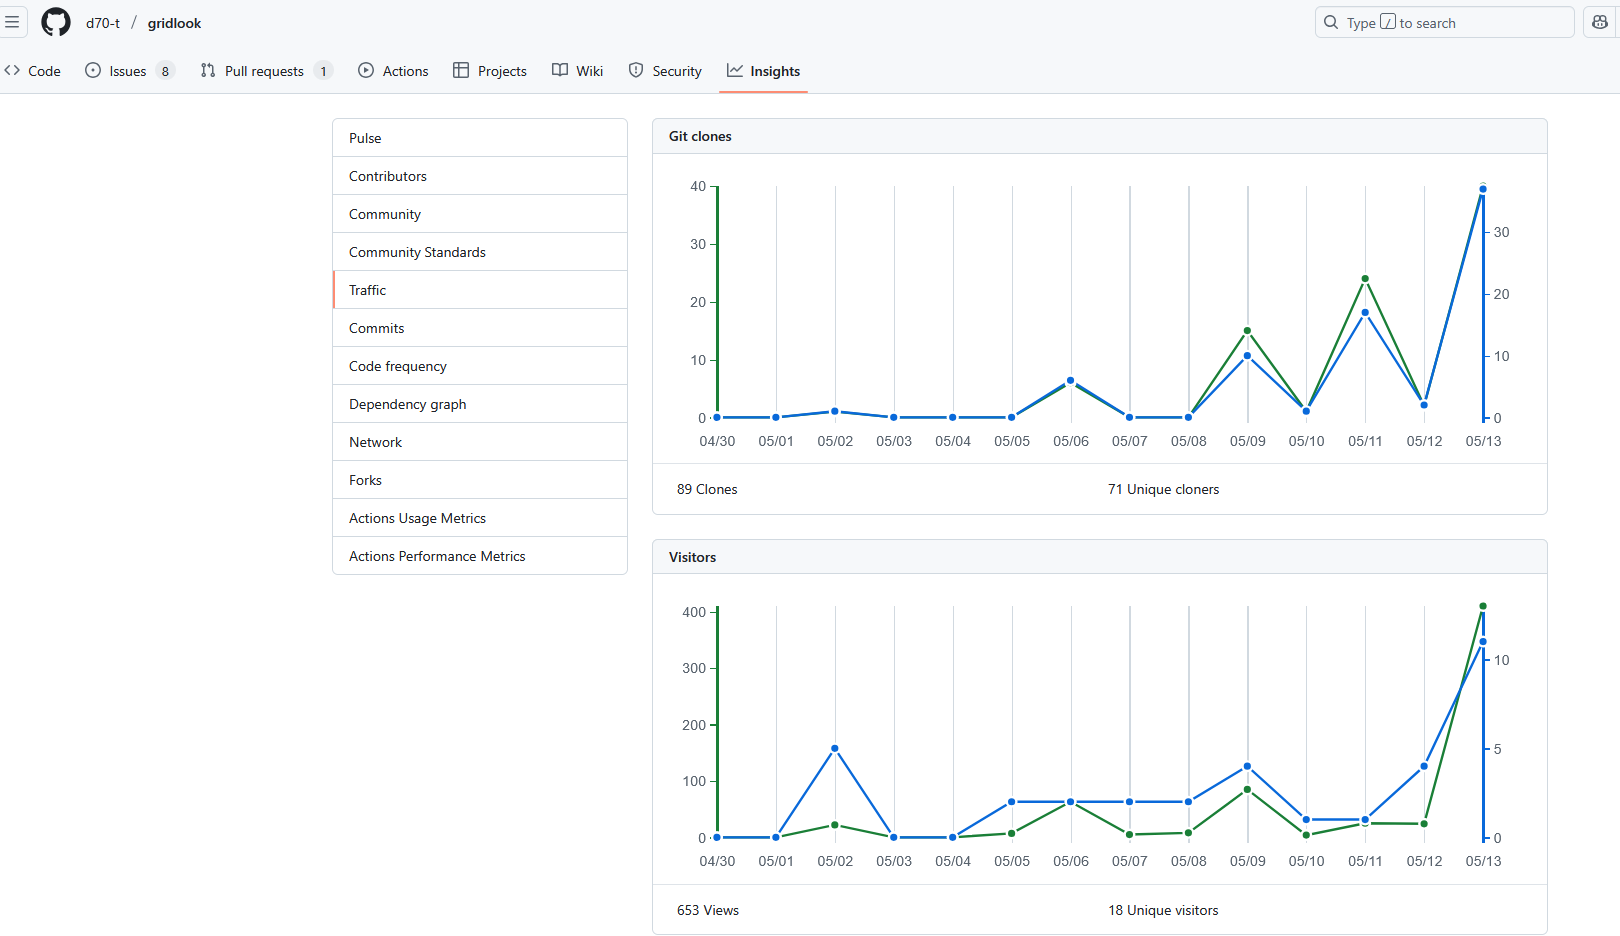 d70-t / gridlook
Type / to search
Code
Issues 8
Pull requests 1
Actions
Projects
Wiki
Security
Insights
Pulse
Contributors
Community
Community Standards
Traffic
Commits
Code frequency
Dependency graph
Network
Forks
Actions Usage Metrics
Actions Performance Metrics
Git clones
40
30
20
10
0
30
20
10
0
04/30 05/01 05/02 05/03 05/04 05/05 05/06 05/07 05/08 05/09 05/10 05/11 05/12 05/13
89 Clones
71 Unique cloners
Visitors
400
300
200
100
0
10
5
0
04/30 05/01 05/02 05/03 05/04 05/05 05/06 05/07 05/08 05/09 05/10 05/11 05/12 05/13
653 Views
18 Unique visitors